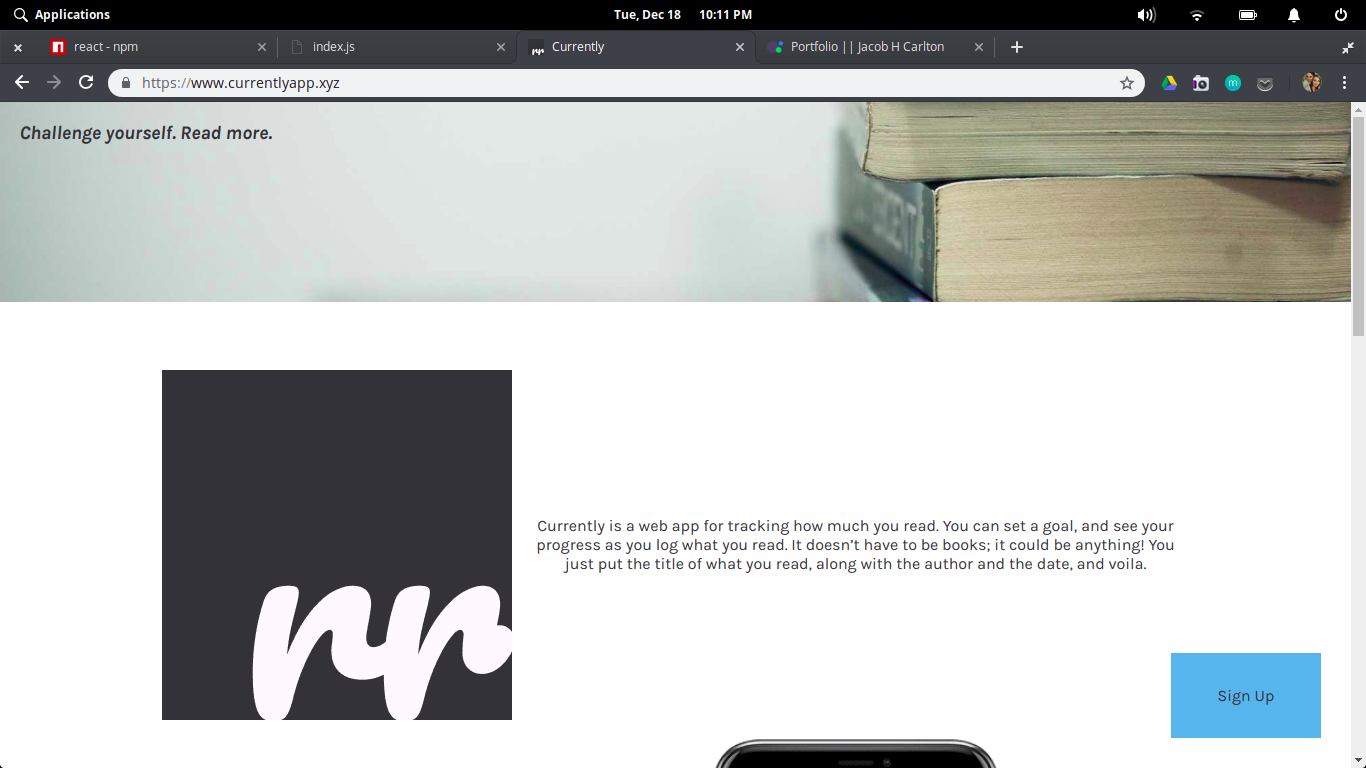 Applications
Tue, Dec 18 10:11 PM
react - npm
index.js
Currently
Portfolio || Jacob H Carlton
https://www.currentlyapp.xyz
m
Challenge yourself. Read more.
Currently is a web app for tracking how much you read. You can set a goal, and see your
progress as you log what you read. It doesn’t have to be books; it could be anything! You
just put the title of what you read, along with the author and the date, and voila.
Sign Up